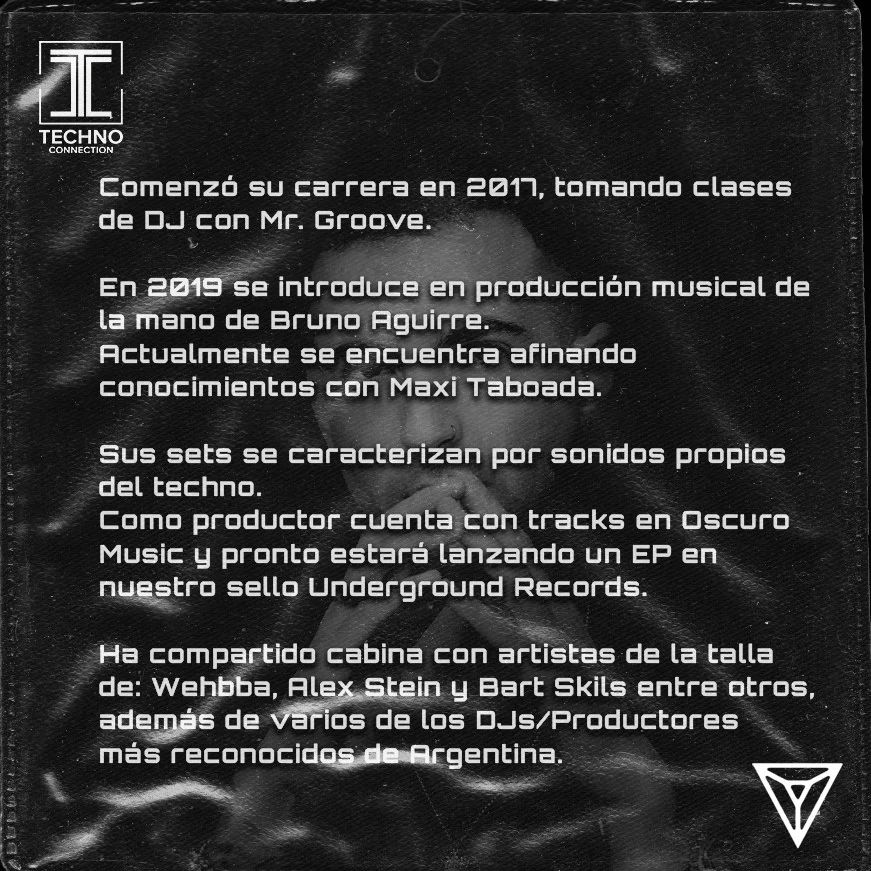 TECHNO
CONNECTION
Comenzó su carrera en 2017, tomando clases
de DJ con Mr. Groove.
En 2019 se introduce en producción musical de
la mano de Bruno Aguirre.
Actualmente se encuentra afinando
conocimientos con Maxi Taboada.
Sus sets se caracterizan por sonidos propios
del techno.
Como productor cuenta con tracks en Oscuro
Music y pronto estará lanzando un EP en
nuestro sello Underground Records.
Ha compartido cabina con artistas de la talla
de: Wehbba, Alex Stein y Bart Skils entre otros,
además de varios de los DJs/Productores
más reconocidos de Argentina.